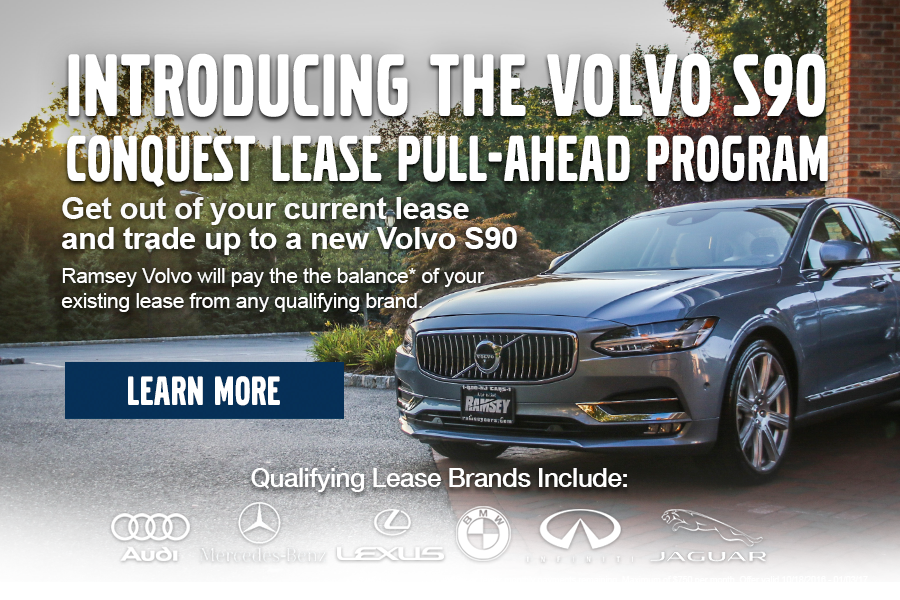 INTRODUCING THE VOLVO S90
CONQUEST LEASE PULL-AHEAD PROGRAM
Get out of your current lease
and trade up to a new Volvo S90
Ramsey Volvo will pay the the balance* of your
existing lease from any qualifying brand.
LEARN MORE
VOLVO
RAMSEY
Qualifying Lease Brands Include:
Audi Mercedes-Benz LEXUS BMW INFINITI JAGUAR